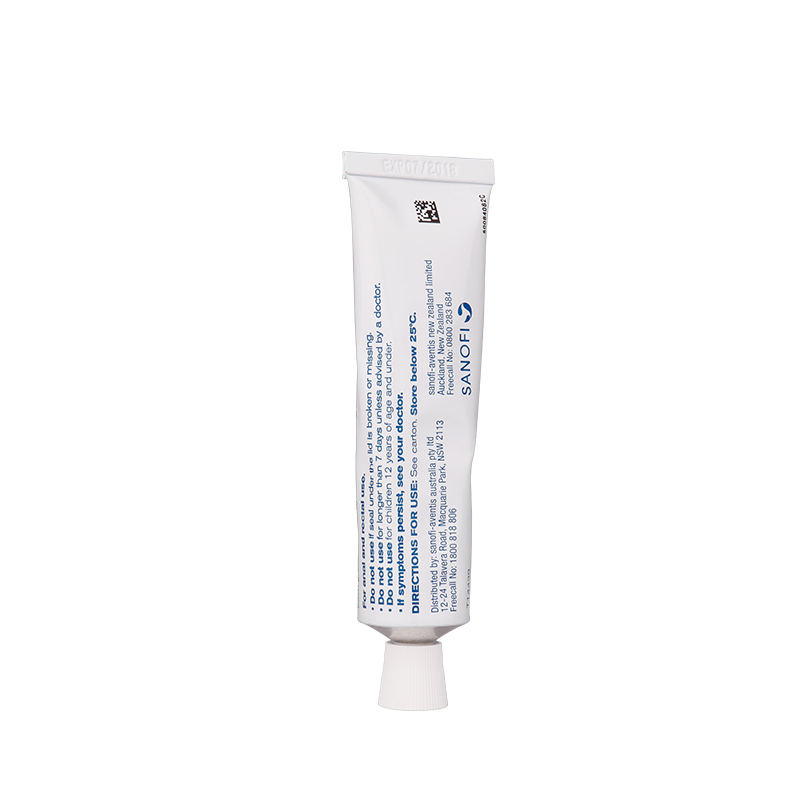 For anal and rectal use.
• Do not use if seal under the lid is broken or missing.
• Do not use for longer than 7 days unless advised by a doctor.
• Do not use for children 12 years of age and under.
• If symptoms persist, see your doctor.
DIRECTIONS FOR USE: See carton. Store below 25°C.
Distributed by: sanofi-aventis australia pty ltd
12-24 Talavera Road, Macquarie Park, NSW 2113
Freecall No: 1800 818 806
sanofi-aventis new zealand limited
Auckland, New Zealand
Freecall No: 0800 283 684
SANOFI
EXP07/2018